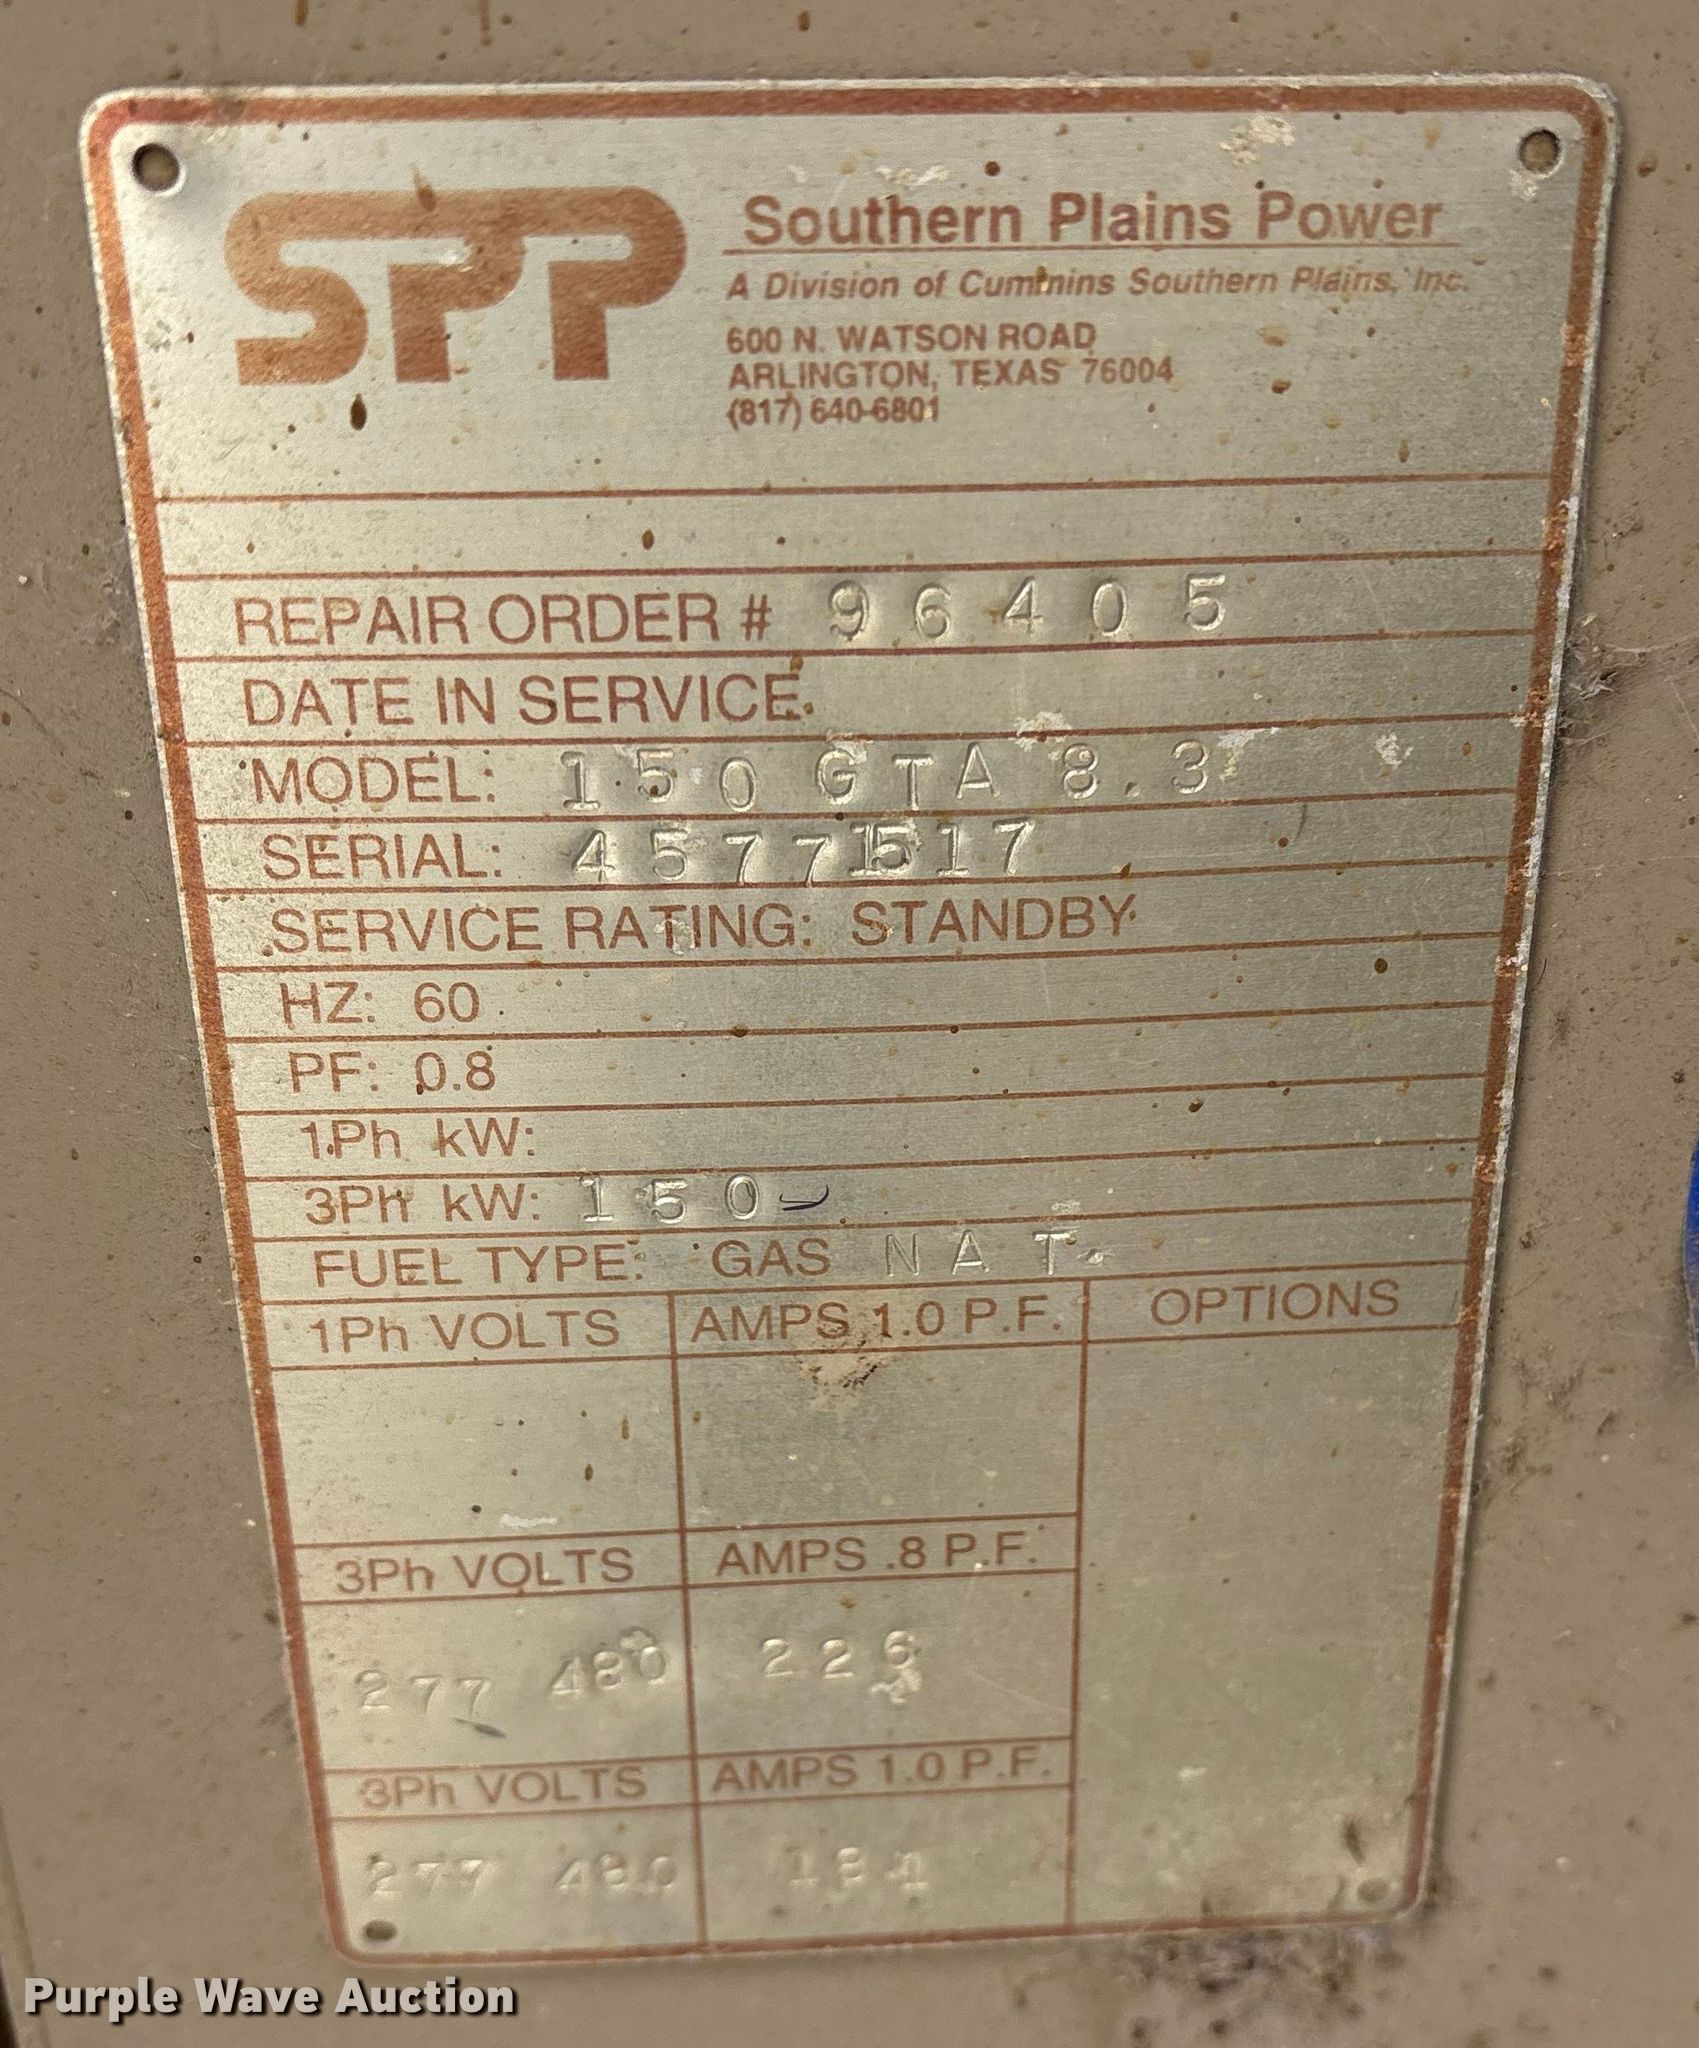 SPP
Southern Plains Power
A Division of Cummins Southern Plains, Inc.
600 N. WATSON ROAD
ARLINGTON, TEXAS 76004
(817) 640-6801
REPAIR ORDER # 96405
DATE IN SERVICE
MODEL: 150 GTA 8.3
SERIAL:
SERVICE RATING: STANDBY
HZ: 60
PF: 0.8
1Ph kW:
3Ph kW: 150
FUEL TYPE: GAS NAT.
1Ph VOLTS AMPS 1.0 P.F. OPTIONS
3Ph VOLTS AMPS .8 P.F.
277 480 226
3Ph VOLTS AMPS 1.0 P.F.
277 480
Purple Wave Auction